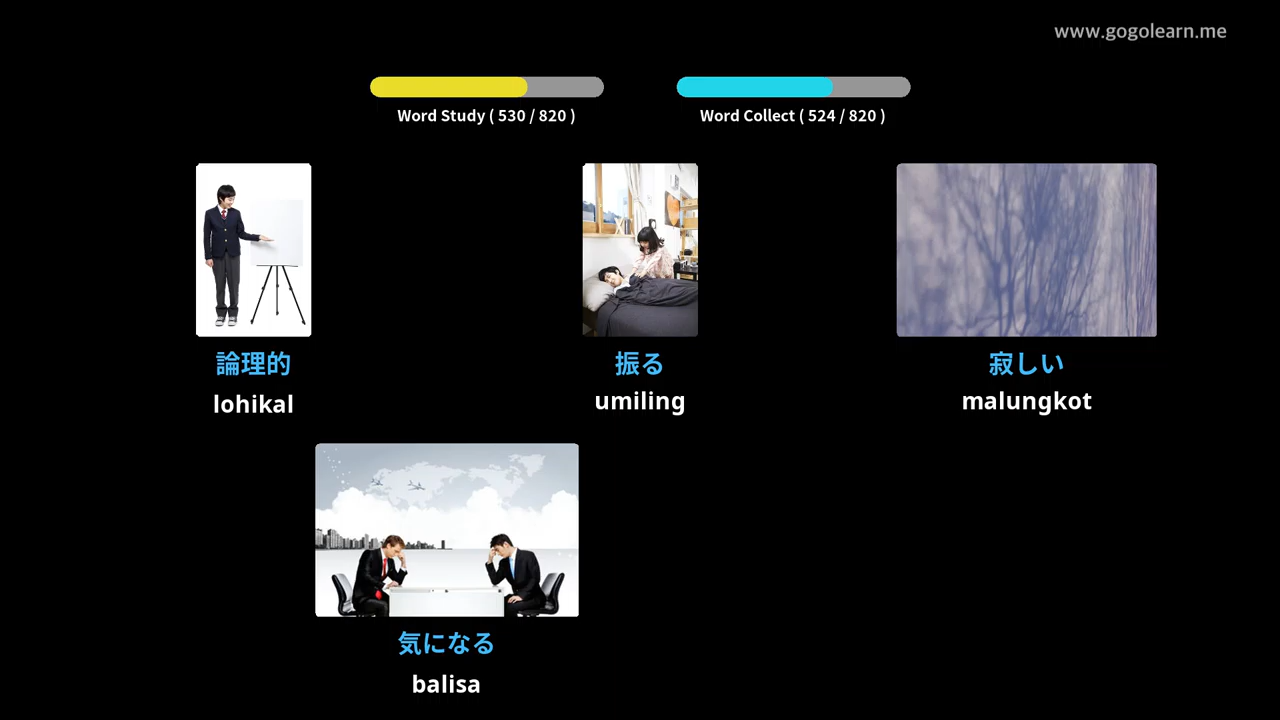 www.gogolearn.me
Word Study ( 530 / 820 )
Word Collect ( 524 / 820 )
論理的
lohikal
振る
umiling
寂しい
malungkot
気になる
balisa